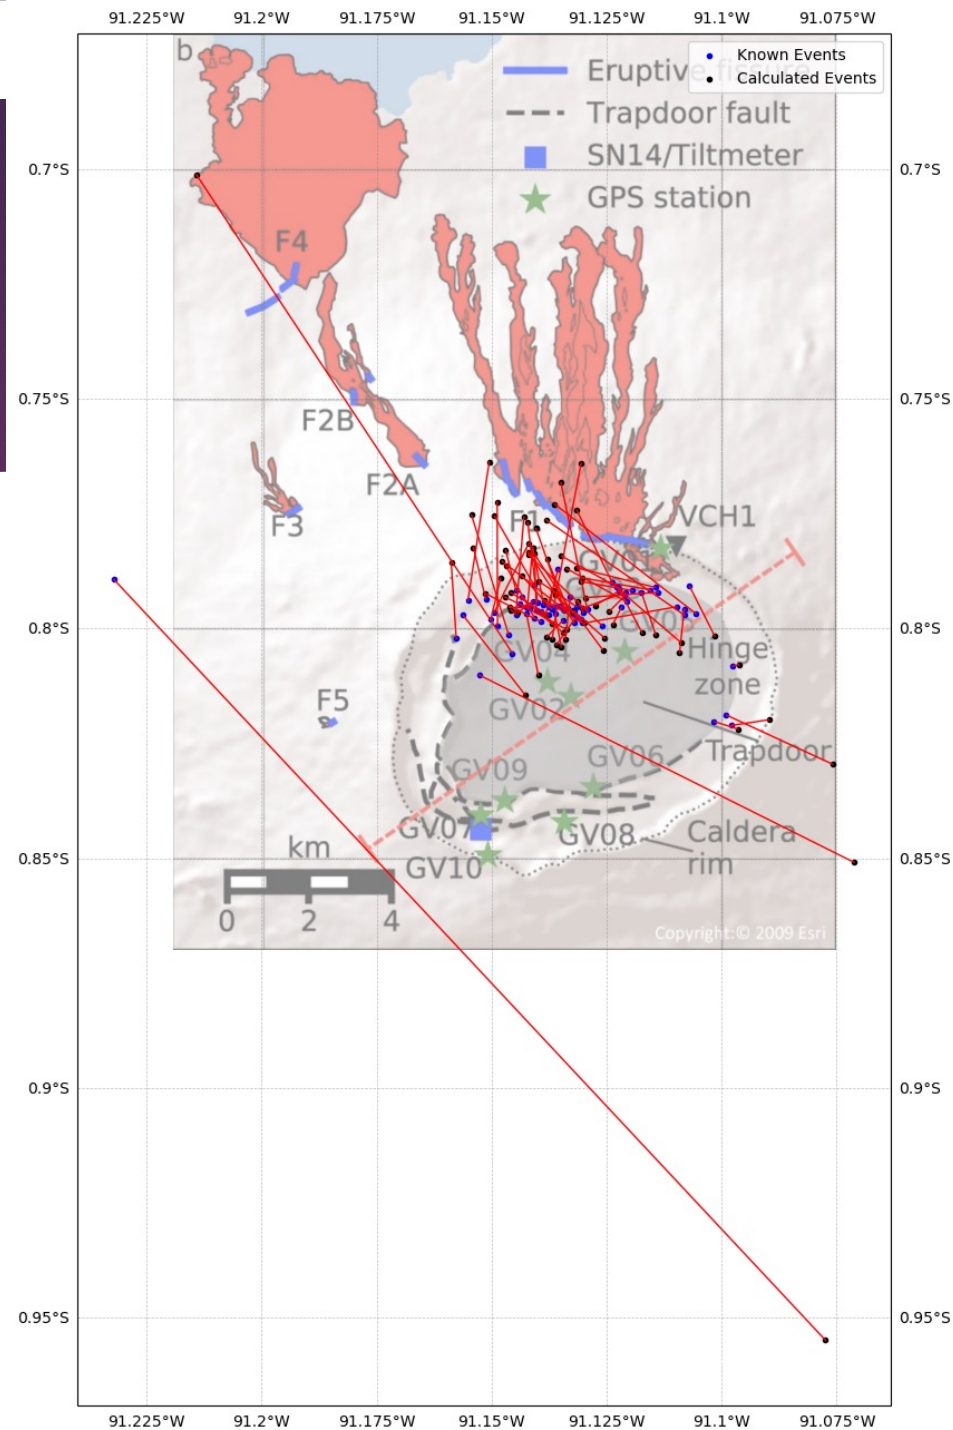 91.225°W 91.2°W 91.175°W 91.15°W 91.125°W 91.1°W 91.075°W
b
Known Events
Calculated Events
Eruptive fissure
Trapdoor fault
SN14/Tiltmeter
GPS station
0.7°S 0.7°S
F4
0.75°S 0.75°S
F2B
F2A
F3
F1
VCH1
GV01
0.8°S 0.8°S
GV04
Hinge
zone
GV02
F5
Trapdoor
GV06
GV09
GV07
GV08
Caldera
rim
GV10
0.85°S 0.85°S
km
0 2 4
Copyright:© 2009 Esri
0.9°S 0.9°S
0.95°S 0.95°S
91.225°W 91.2°W 91.175°W 91.15°W 91.125°W 91.1°W 91.075°W